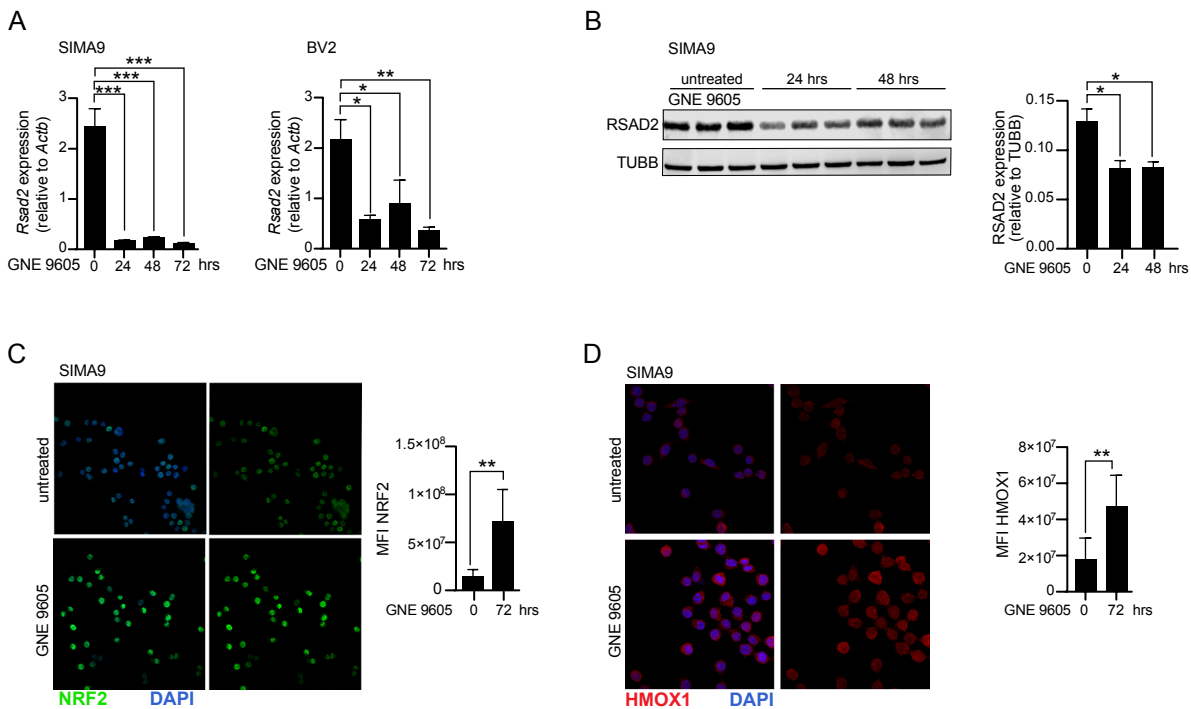 A
SIMA9
***
***
***
3
2
1
0
Rsad2 expression
(relative to Actb)
GNE 9605 0 24 48 72 hrs
BV2
**
*
*
3
2
1
0
Rsad2 expression
(relative to Actb)
GNE 9605 0 24 48 72 hrs
B
SIMA9
untreated 24 hrs 48 hrs
GNE 9605
RSAD2
TUBB
*
*
0.15
0.10
0.05
0.00
RSAD2 expression
(relative to TUBB)
GNE 9605 0 24 48 hrs
C
SIMA9
untreated
GNE 9605
NRF2 DAPI
**
1.5×10⁸
1×10⁸
5×10⁷
0
MFI NRF2
GNE 9605 0 72 hrs
D
SIMA9
untreated
GNE 9605
HMOX1 DAPI
**
8×10⁷
6×10⁷
4×10⁷
2×10⁷
0
MFI HMOX1
GNE 9605 0 72 hrs